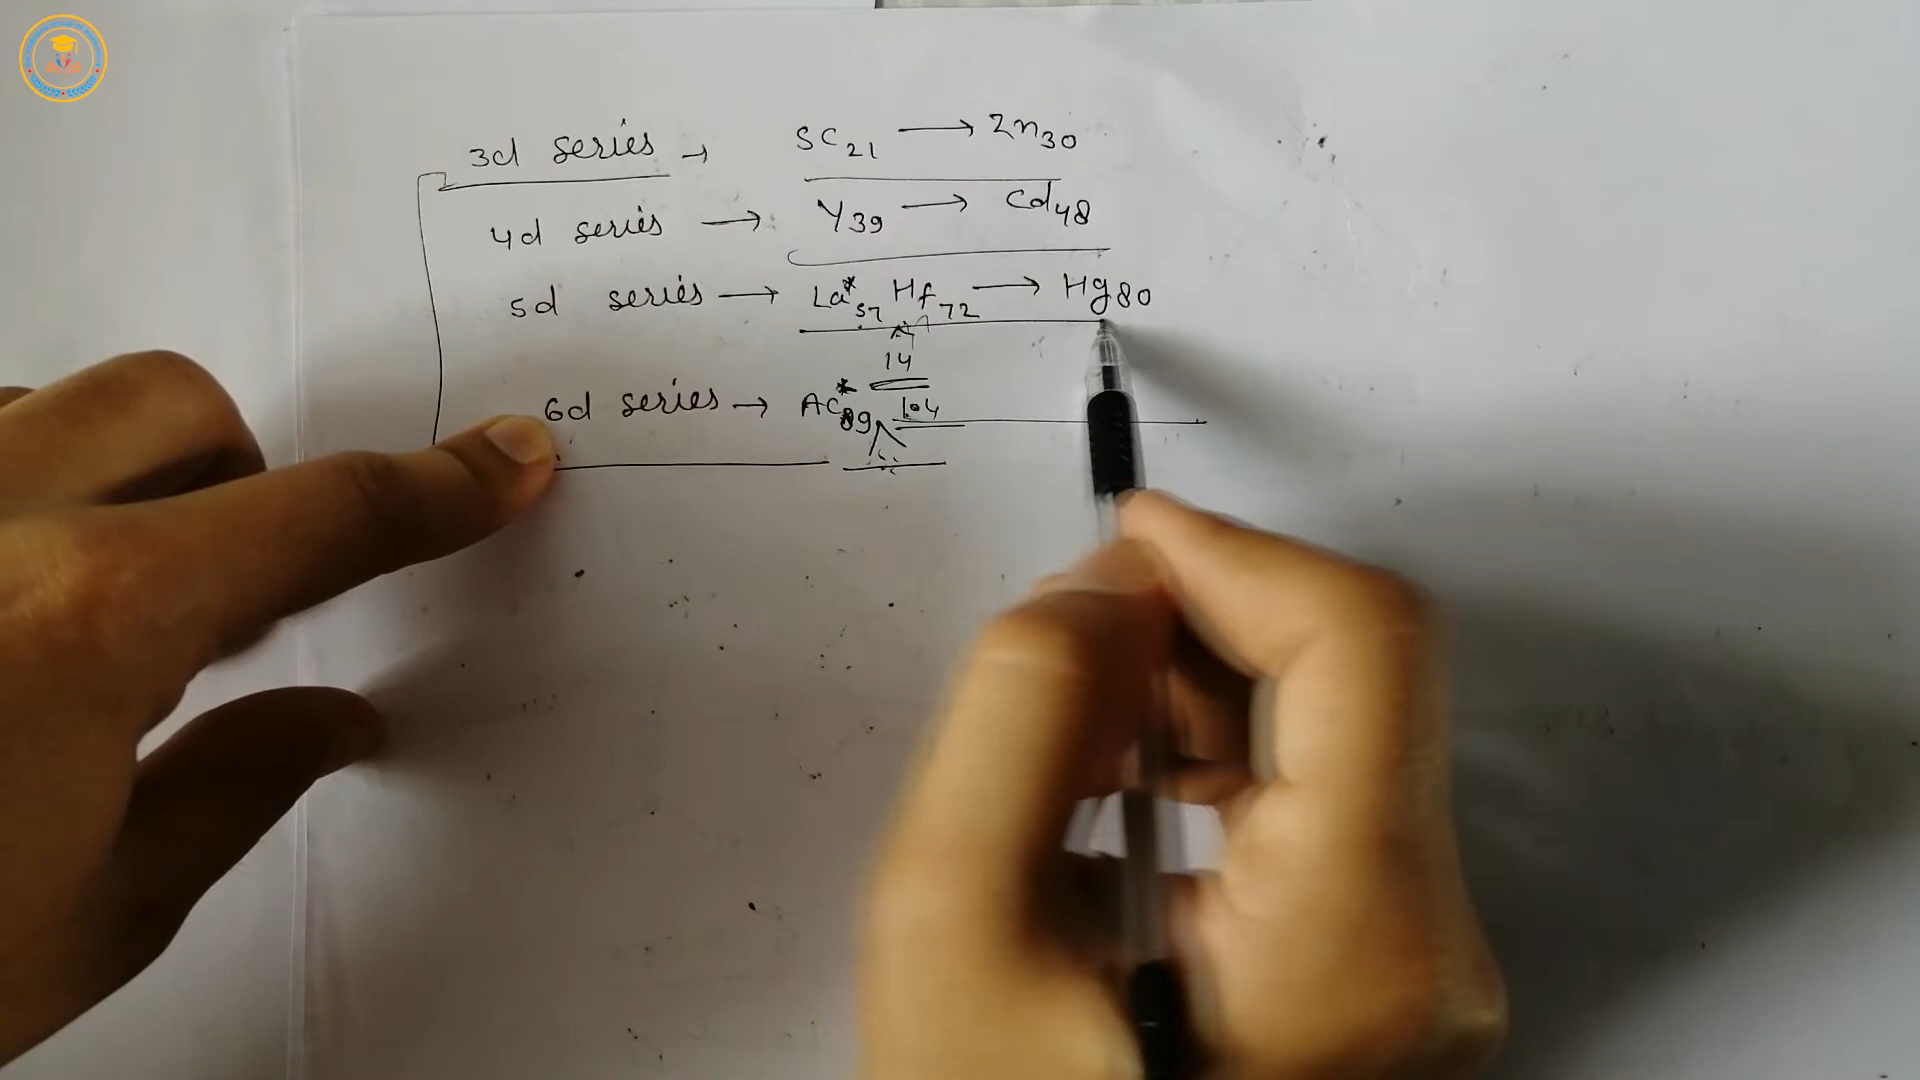 3d series → Sc21 → Zn30
4d series → Y39 → Cd48
5d series → La*57 Hf72 → Hg80
14
6d series → Ac*89 104